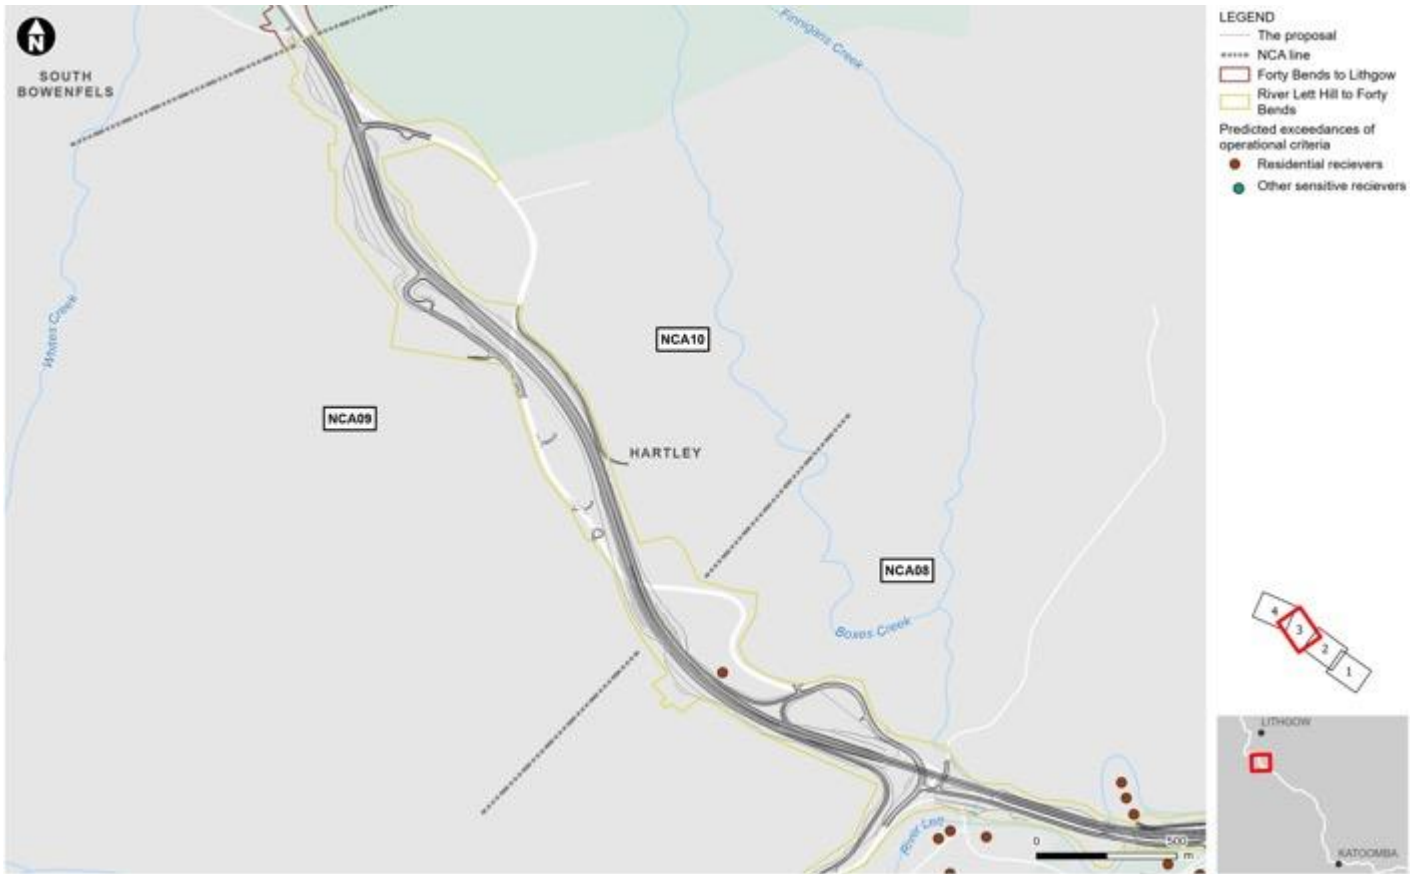 N
SOUTH
BOWENFELS
Finnigans Creek
Whites Creek
NCA10
NCA09
HARTLEY
NCA08
Boxes Creek
River Lett
0
500
m
LEGEND
The proposal
NCA line
Forty Bends to Lithgow
River Lett Hill to Forty
Bends
Predicted exceedances of
operational criteria
Residential recievers
Other sensitive recievers
4
3
2
1
LITHGOW
KATOOMBA